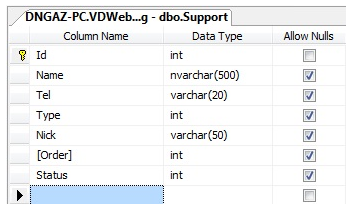 DNGAZ-PC.VDWeb...g - dbo.Support
Column Name Data Type Allow Nulls
Id int
Name nvarchar(500)
Tel varchar(20)
Type int
Nick varchar(50)
[Order] int
Status int